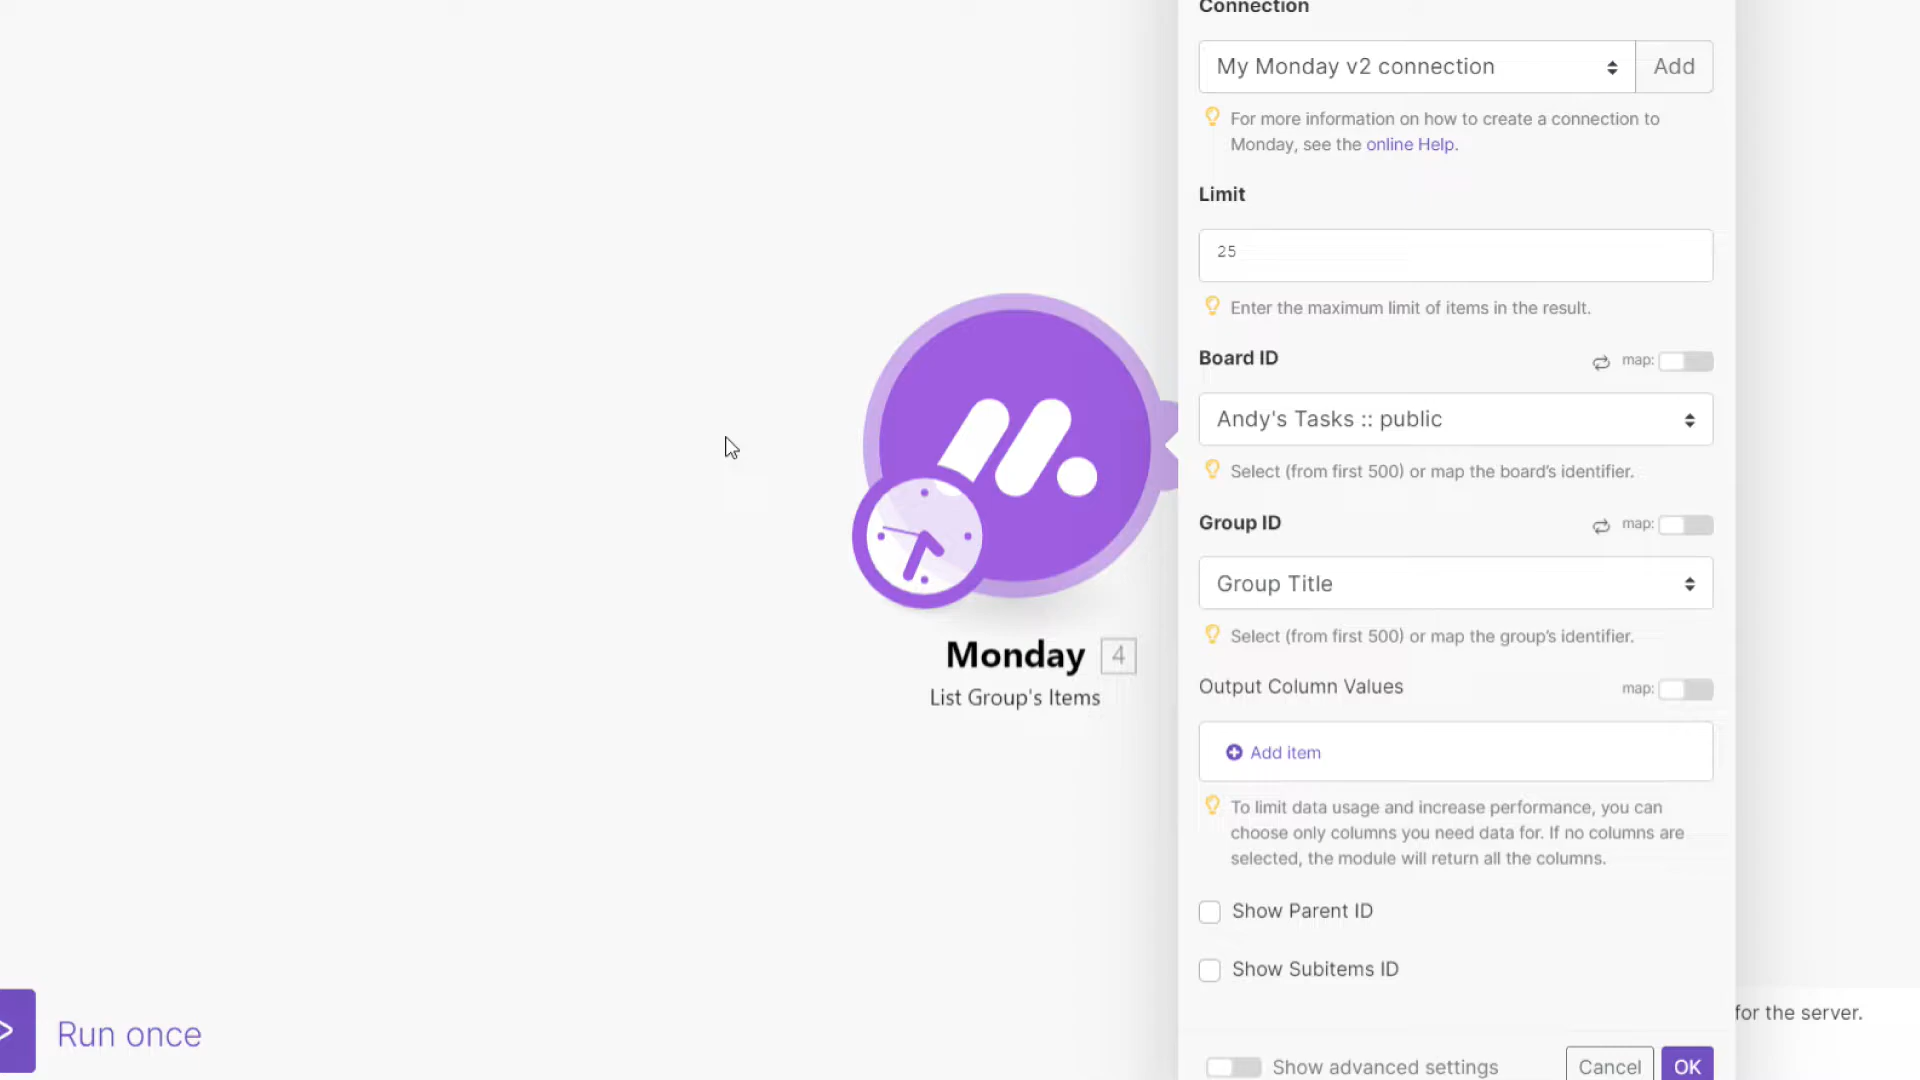 Connection
My Monday v2 connection
Add
For more information on how to create a connection to
Monday, see the online Help.
Limit
25
Enter the maximum limit of items in the result.
Board ID
map:
Andy's Tasks :: public
Select (from first 500) or map the board's identifier.
Group ID
map:
Group Title
Select (from first 500) or map the group's identifier.
Output Column Values
map:
Add item
To limit data usage and increase performance, you can
choose only columns you need data for. If no columns are
selected, the module will return all the columns.
Show Parent ID
Show Subitems ID
Show advanced settings
Cancel
OK
Monday 4
List Group's Items
Run once
for the server.